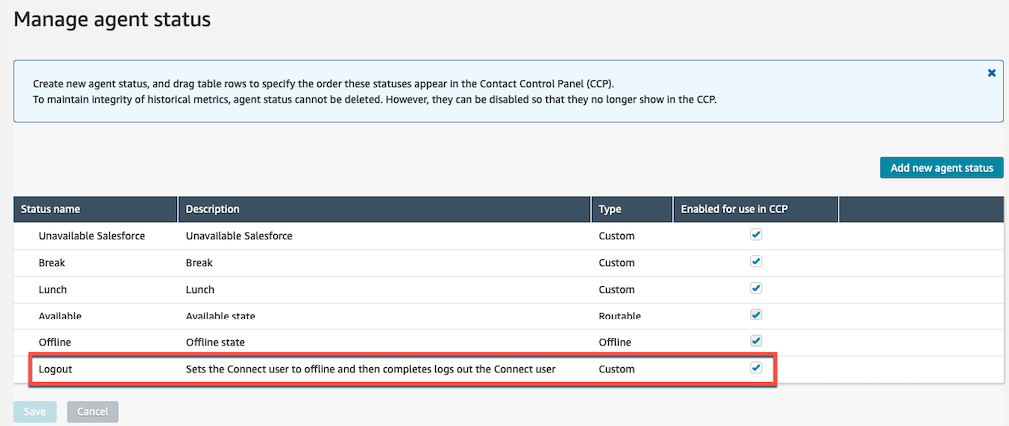 Manage agent status
Create new agent status, and drag table rows to specify the order these statuses appear in the Contact Control Panel (CCP).
To maintain integrity of historical metrics, agent status cannot be deleted. However, they can be disabled so that they no longer show in the CCP.
Add new agent status
Status name Description Type Enabled for use in CCP
Unavailable Salesforce Unavailable Salesforce Custom
Break Break Custom
Lunch Lunch Custom
Available Available state Routable
Offline Offline state Offline
Logout Sets the Connect user to offline and then completes logs out the Connect user Custom
Save Cancel